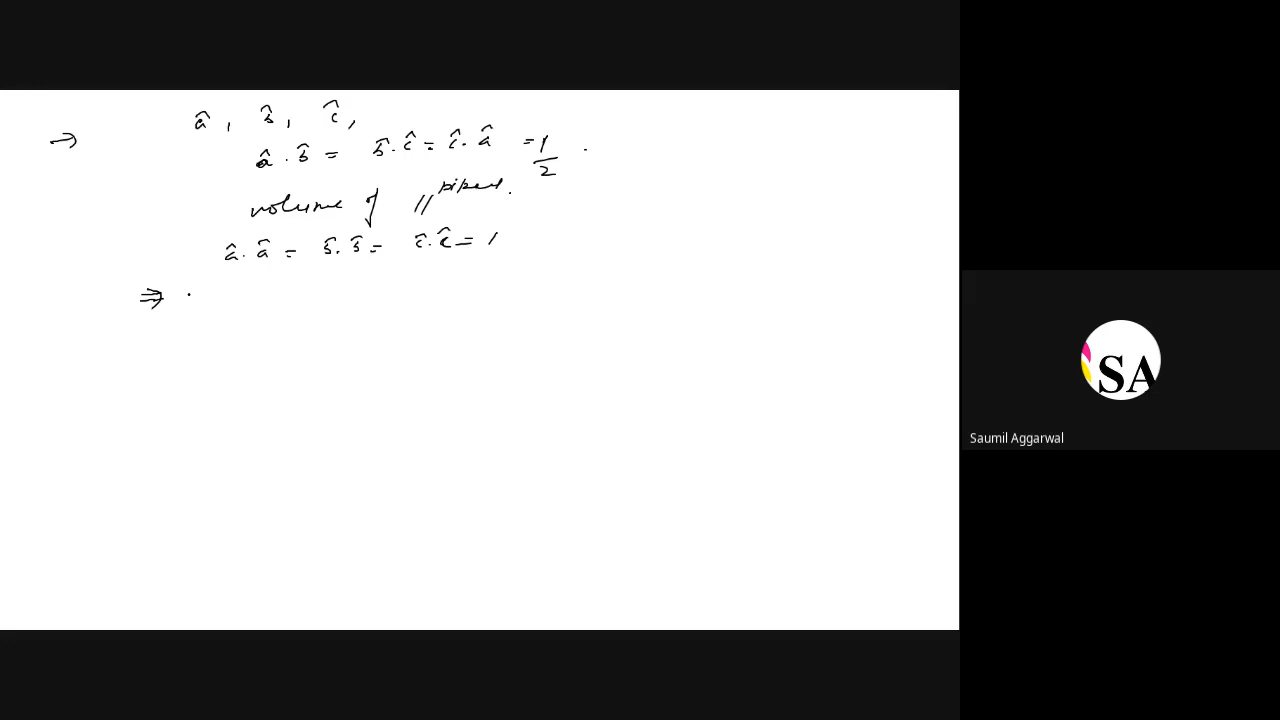 → â, b̂, ĉ,
â . b̂ = b̂ . ĉ = ĉ . â = 1/2 .
volume of // piped.
â . â = b̂ . b̂ = ĉ . ĉ = 1
⇒ .
SA
Saumil Aggarwal